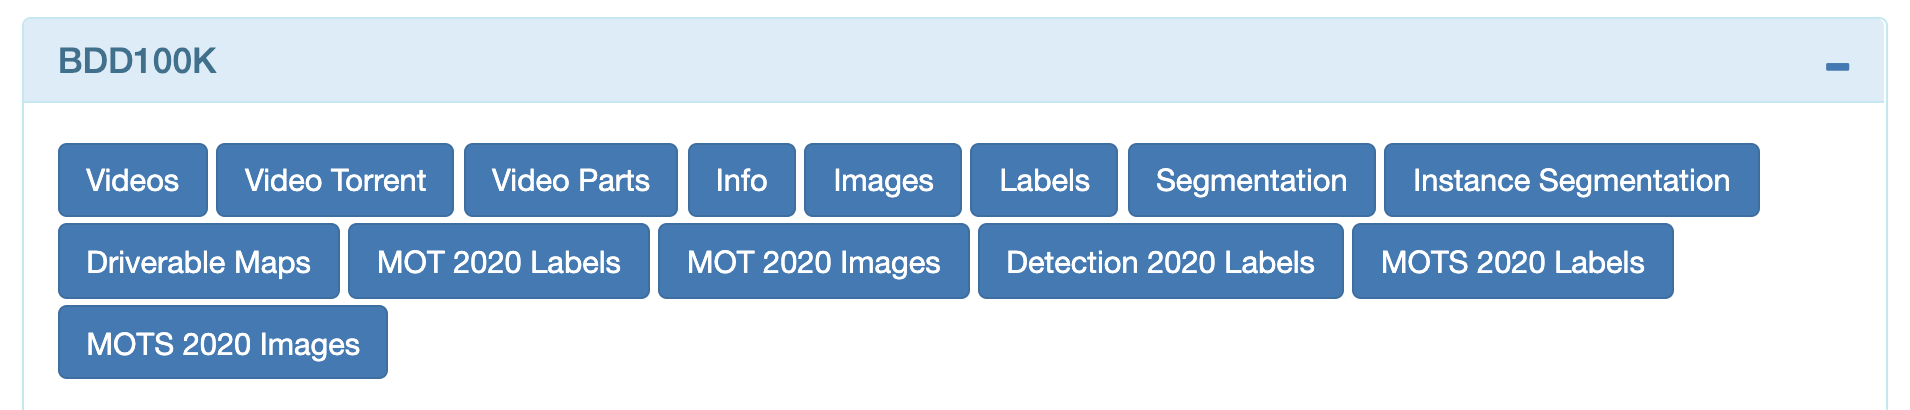 BDD100K
Videos Video Torrent Video Parts Info Images Labels Segmentation Instance Segmentation
Driverable Maps MOT 2020 Labels MOT 2020 Images Detection 2020 Labels MOTS 2020 Labels
MOTS 2020 Images